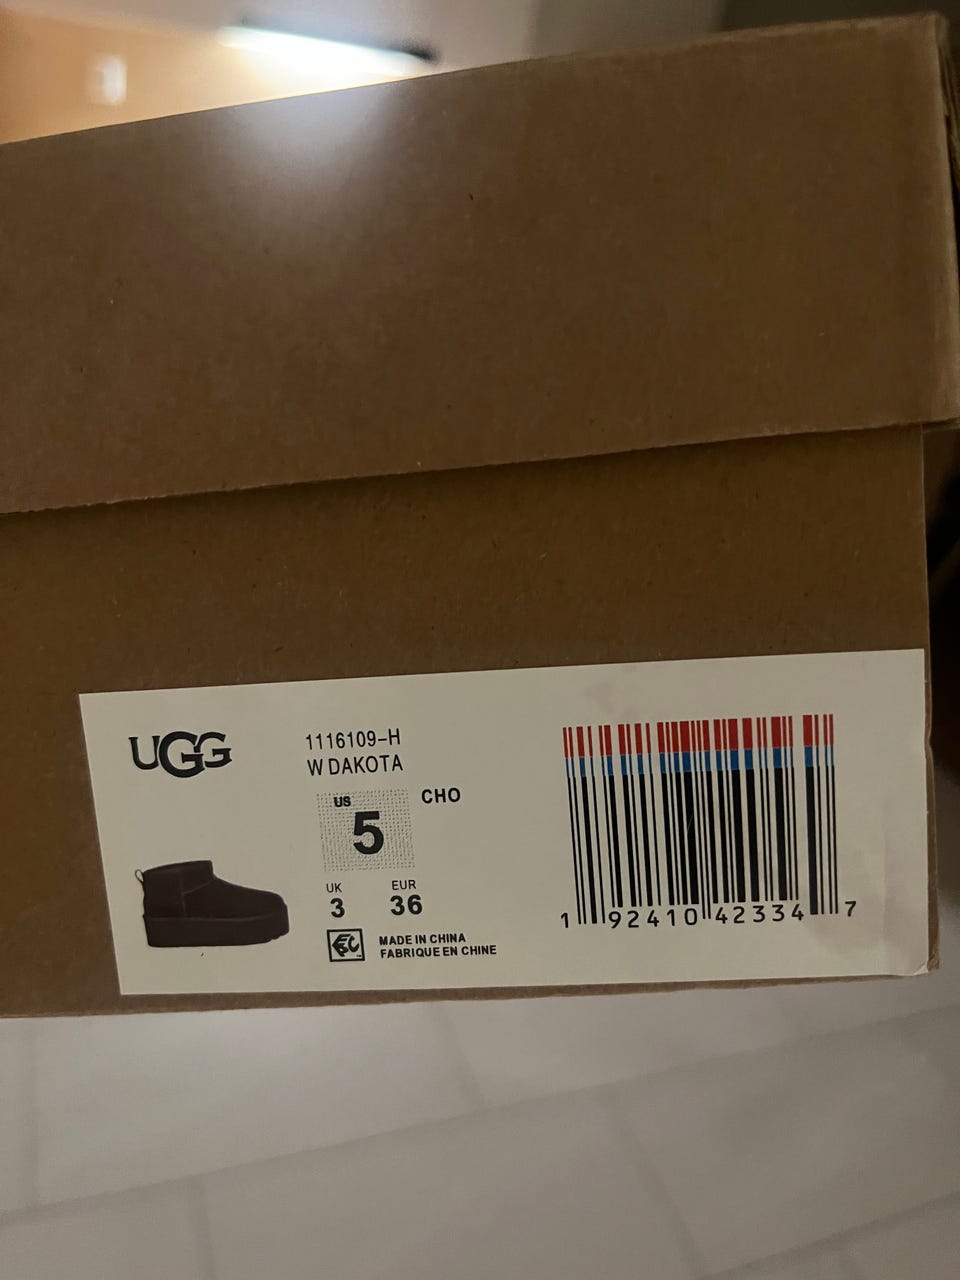 UGG
1116109-H
W DAKOTA
US
5
CHO
UK
3
EUR
36
MADE IN CHINA
FABRIQUE EN CHINE
1 92410 42334 7